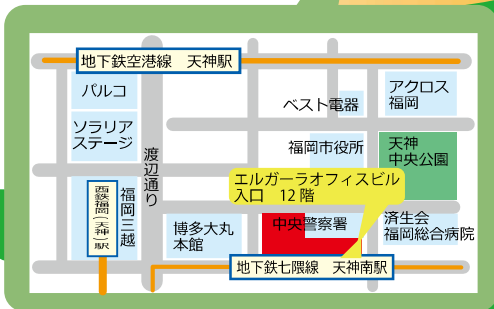 地下鉄空港線　天神駅
パルコ
ソラリア
ステージ
渡辺通り
ベスト電器
アクロス
福岡
福岡市役所
天神
中央公園
エルガーラオフィスビル
入口　12階
西鉄福岡(天神)駅
福岡三越
博多大丸
本館
中央警察署
済生会
福岡総合病院
地下鉄七隈線　天神南駅